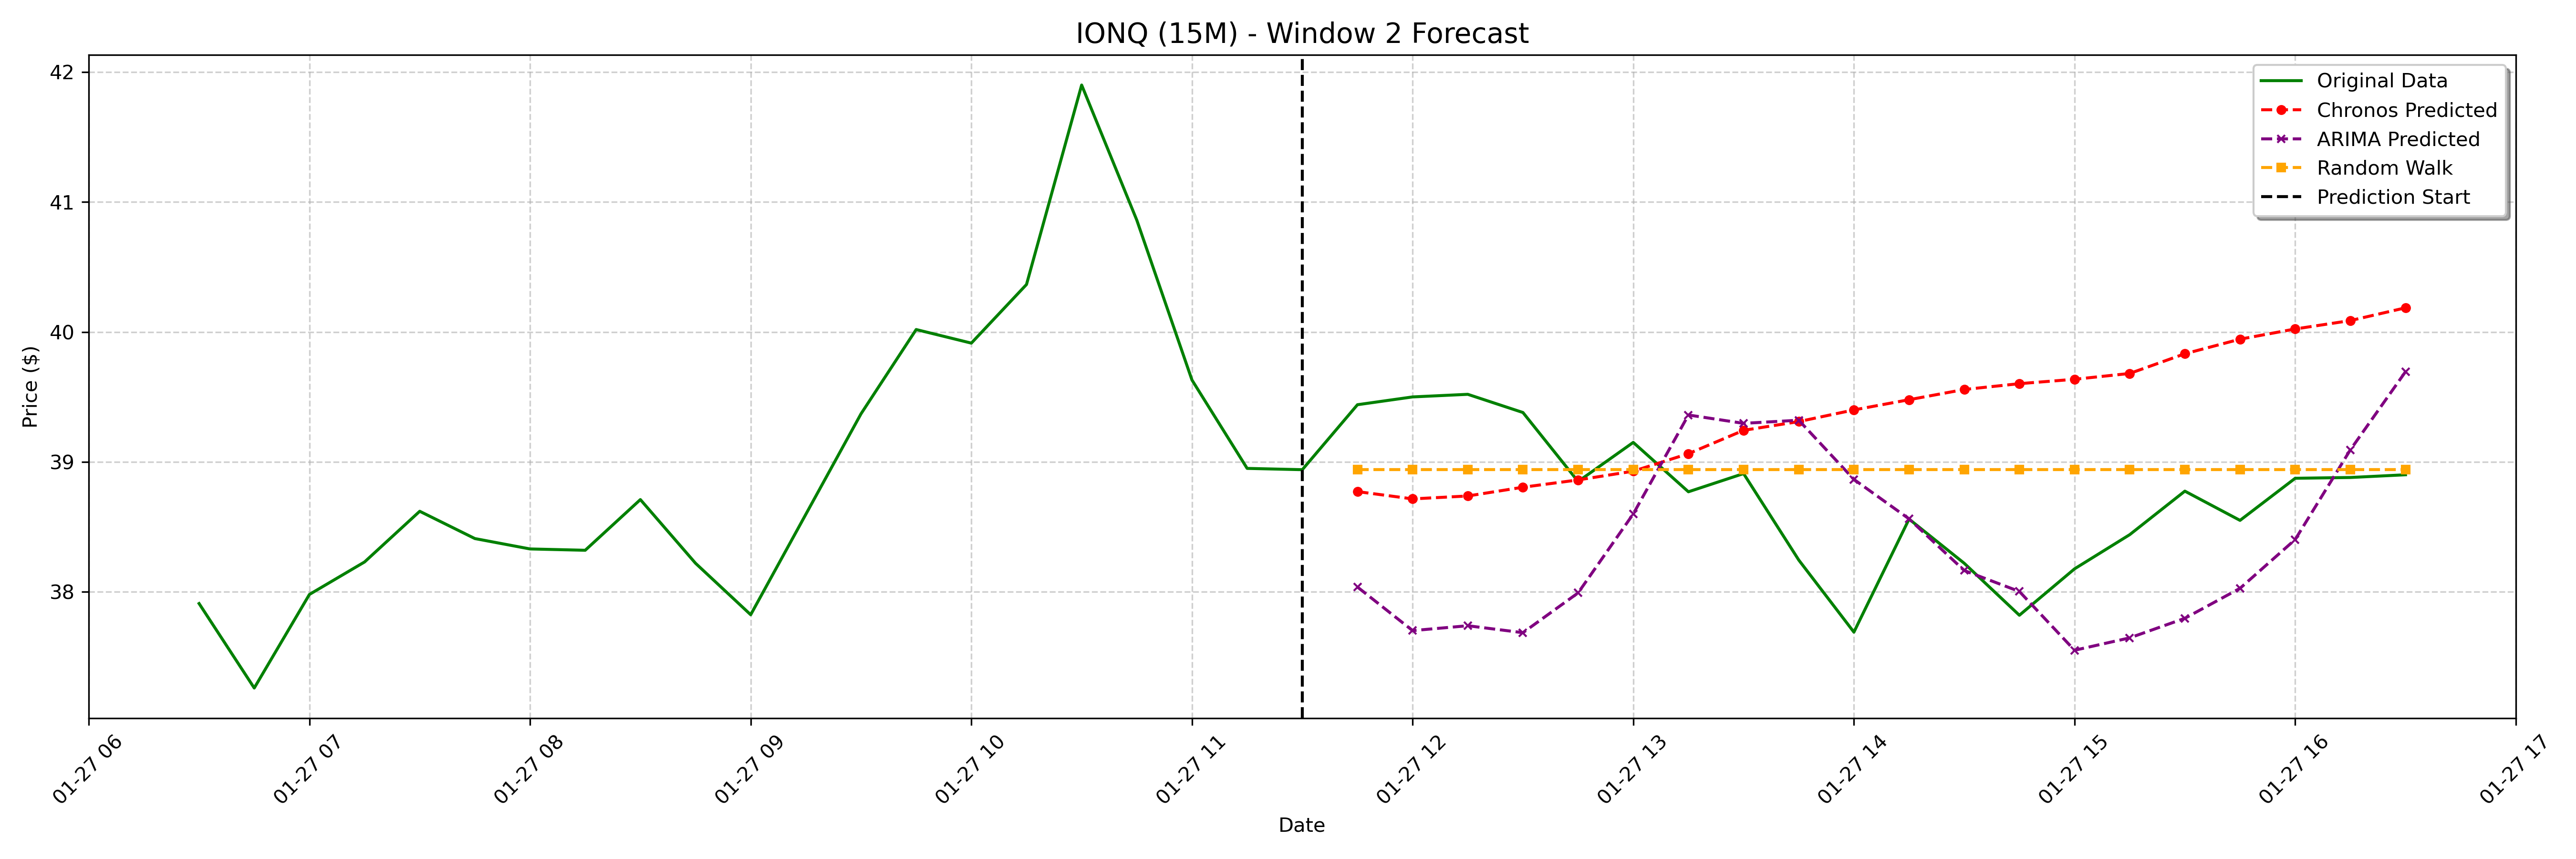 IONQ (15M) - Window 2 Forecast
Original Data
Chronos Predicted
ARIMA Predicted
Random Walk
Prediction Start
Price ($)
42
41
40
39
38
01-27 06
01-27 07
01-27 08
01-27 09
01-27 10
01-27 11
01-27 12
01-27 13
01-27 14
01-27 15
01-27 16
01-27 17
Date